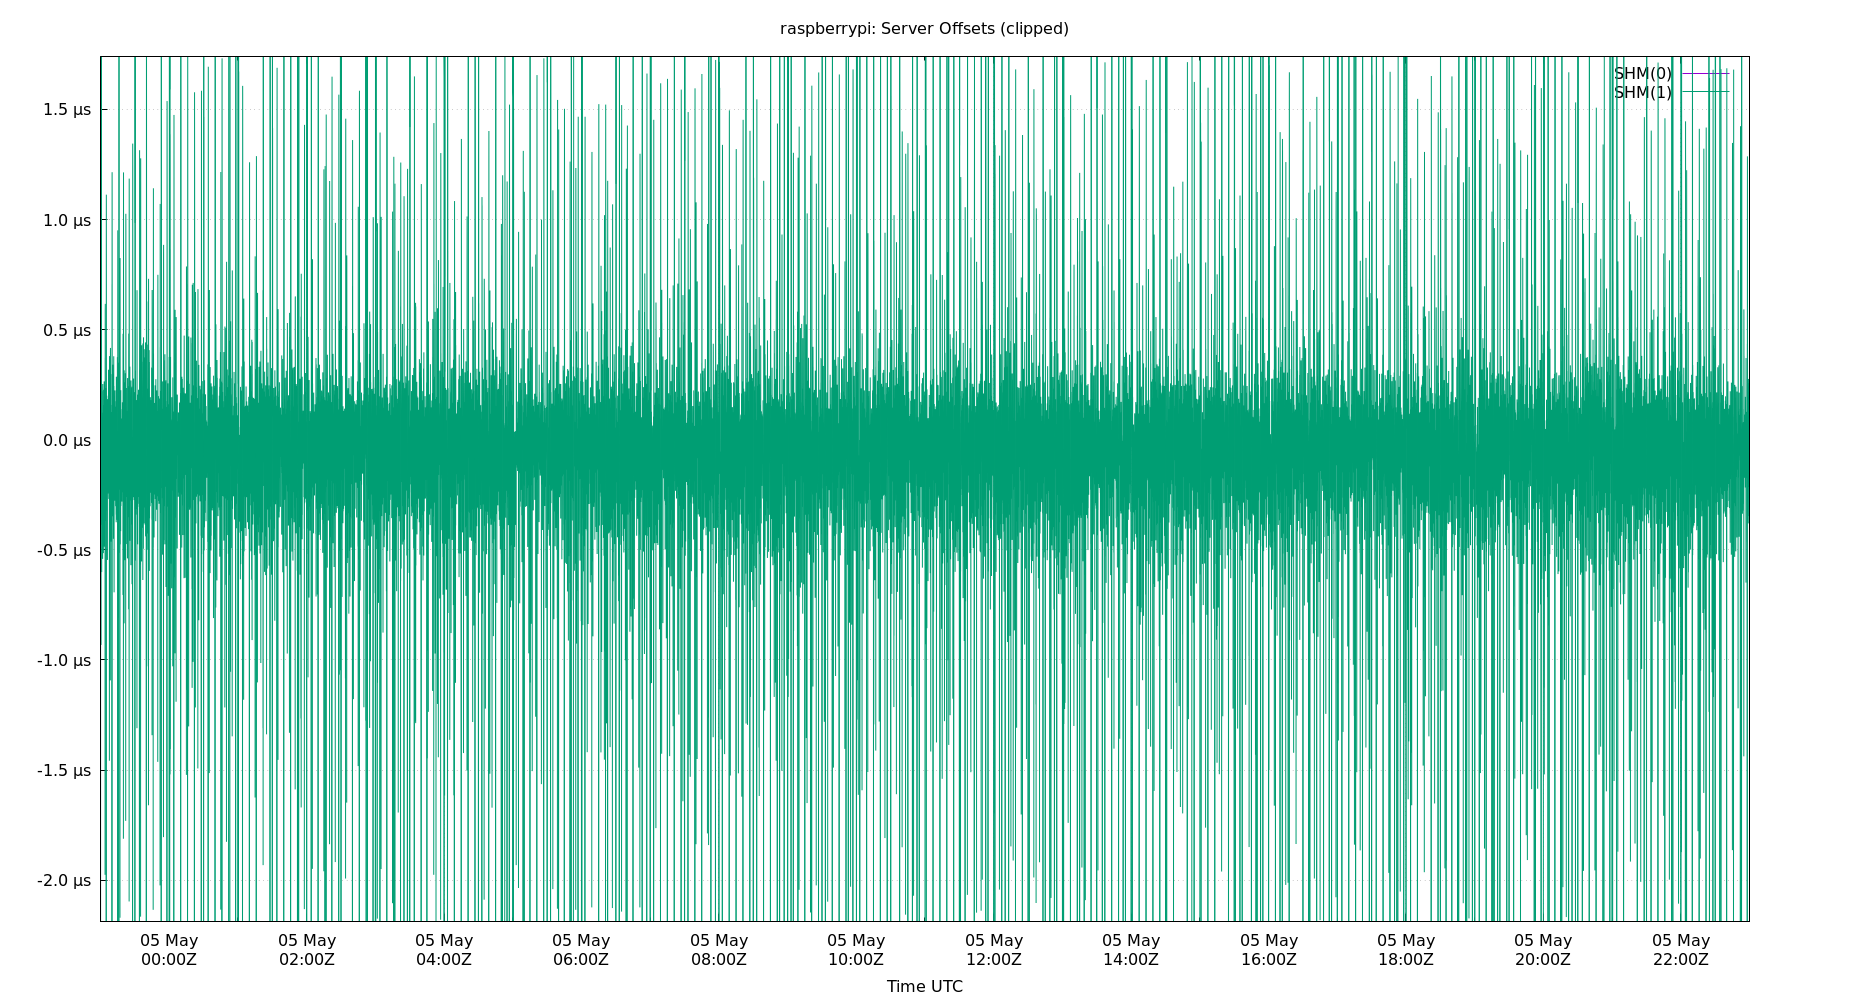 raspberrypi: Server Offsets (clipped)
SHM(0)
SHM(1)
1.5 µs
1.0 µs
0.5 µs
0.0 µs
-0.5 µs
-1.0 µs
-1.5 µs
-2.0 µs
05 May 05 May 05 May 05 May 05 May 05 May 05 May 05 May 05 May 05 May 05 May 05 May
00:00Z 02:00Z 04:00Z 06:00Z 08:00Z 10:00Z 12:00Z 14:00Z 16:00Z 18:00Z 20:00Z 22:00Z
Time UTC